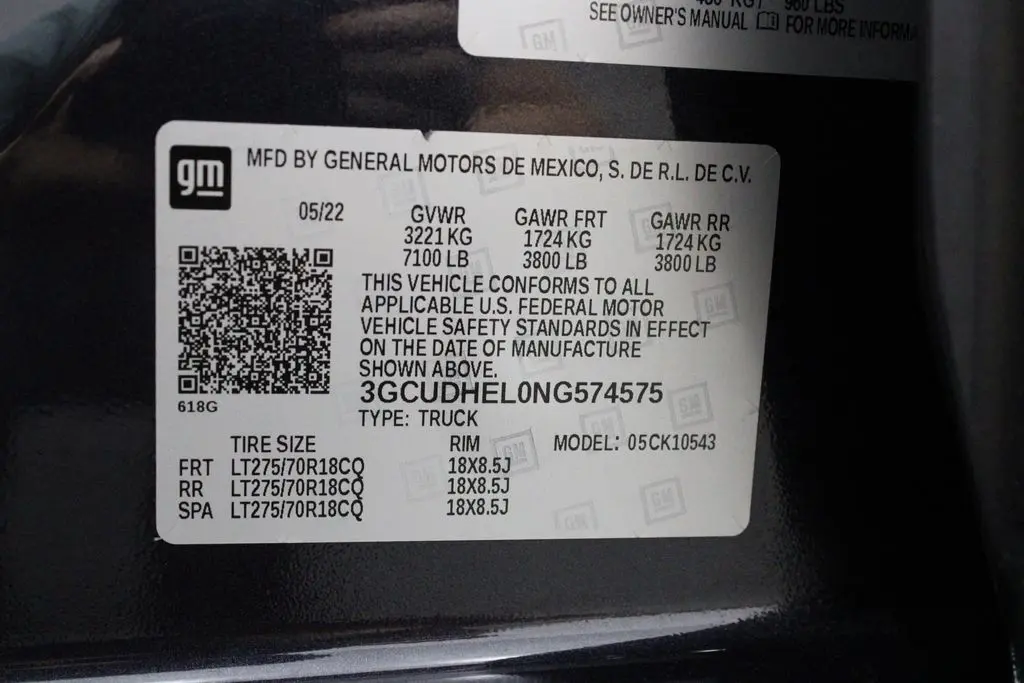 KG / 960 LBS
SEE OWNER'S MANUAL FOR MORE INFORMA
gm MFD BY GENERAL MOTORS DE MEXICO, S. DE R.L. DE C.V.
05/22 GVWR GAWR FRT GAWR RR
3221 KG 1724 KG 1724 KG
7100 LB 3800 LB 3800 LB
THIS VEHICLE CONFORMS TO ALL
APPLICABLE U.S. FEDERAL MOTOR
VEHICLE SAFETY STANDARDS IN EFFECT
ON THE DATE OF MANUFACTURE
SHOWN ABOVE.
3GCUDHEL0NG574575
618G
TYPE: TRUCK
TIRE SIZE RIM MODEL: 05CK10543
FRT LT275/70R18CQ 18X8.5J
RR LT275/70R18CQ 18X8.5J
SPA LT275/70R18CQ 18X8.5J